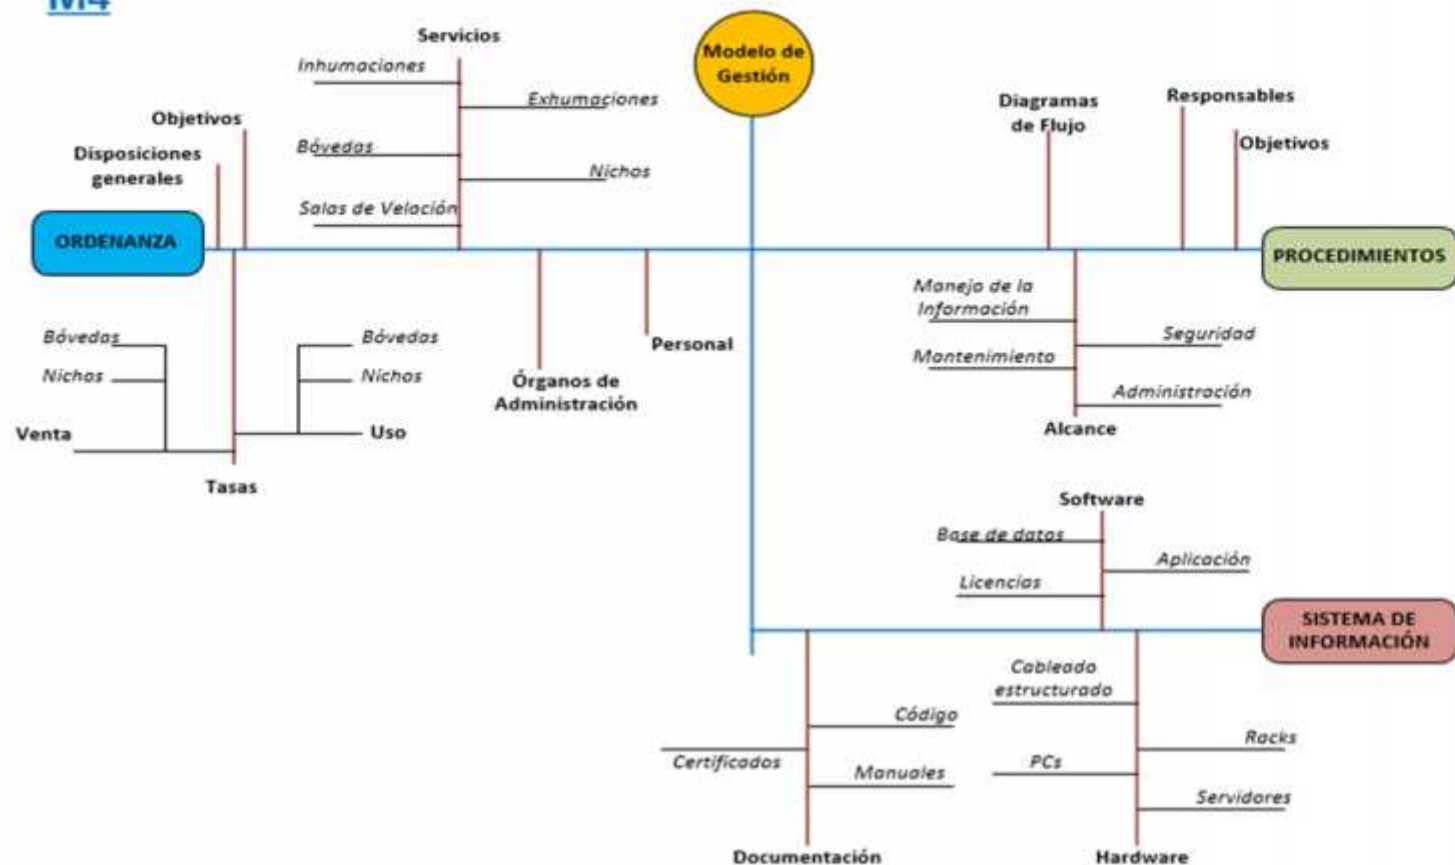 M4
Servicios
Modelo de
Gestión
Inhumaciones
Exhumaciones
Bóvedas
Nichos
Salas de Velación
Objetivos
Disposiciones
generales
ORDENANZA
Diagramas
de Flujo
Responsables
Objetivos
PROCEDIMIENTOS
Bóvedas
Nichos
Venta
Bóvedas
Nichos
Uso
Tasas
Órganos de
Administración
Personal
Manejo de la
Información
Seguridad
Mantenimiento
Administración
Alcance
Software
Base de datos
Aplicación
Licencias
SISTEMA DE
INFORMACIÓN
Cableado
estructurado
Código
Racks
Certificados
PCs
Manuales
Servidores
Documentación
Hardware